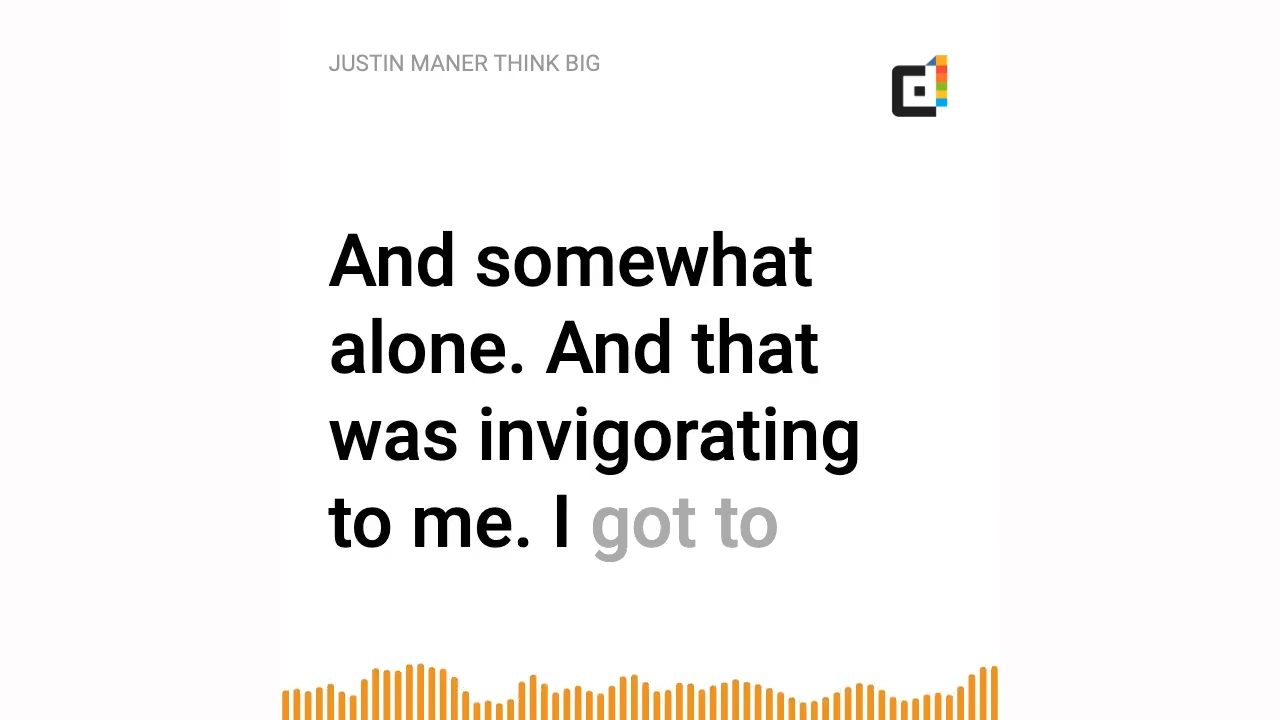 JUSTIN MANER THINK BIG
And somewhat
alone. And that
was invigorating
to me. I got to